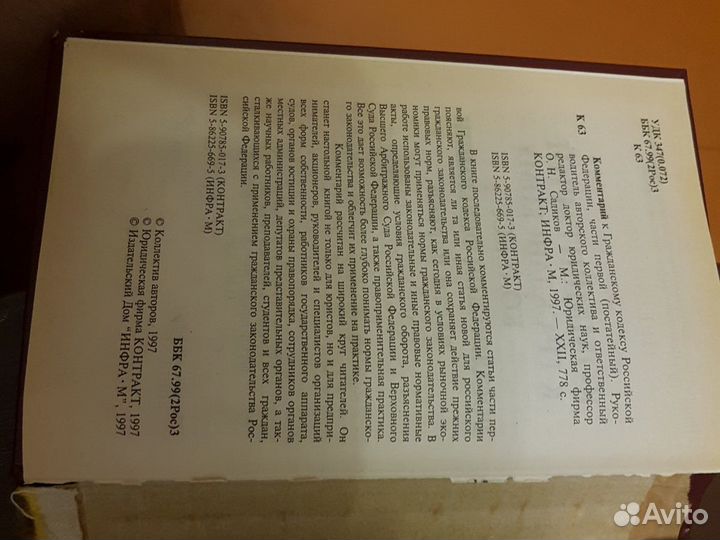 УДК 347(0.072)
ББК 67.99(2Рос)3
К 63
К 63
Комментарий к Гражданскому кодексу Российской
Федерации, части первой (постатейный). Руко-
водитель авторского коллектива и ответственный
редактор доктор юридических наук, профессор
О. Н. Садиков — М.: Юридическая фирма
КОНТРАКТ; ИНФРА · М, 1997. — XXII, 778 с.
ISBN 5-90785-017-3 (КОНТРАКТ)
ISBN 5-86225-669-5 (ИНФРА · М)
В книге последовательно комментируются статьи части пер-
вой Гражданского кодекса Российской Федерации. Комментарии
поясняют, является ли та или иная статья новой для российского
гражданского законодательства или она сохраняет действие прежних
правовых норм, разъясняют, как сегодня в условиях рыночной эко-
номики могут применяться нормы гражданского законодательства. В
работе использованы законодательные и иные правовые нормативные
акты, определяющие условия гражданского оборота, разъяснения
Высшего Арбитражного Суда Российской Федерации и Верховного
Суда Российской Федерации, а также правоприменительная практика.
Все это дает возможность более глубоко понимать нормы гражданско-
го законодательства и облегчит их применение на практике.
Комментарий рассчитан на широкий круг читателей. Он
станет настольной книгой не только для юристов, но и для предпри-
нимателей, акционеров, руководителей и специалистов организаций
всех форм собственности, работников государственного аппарата,
судов, органов юстиции и охраны правопорядка, сотрудников органов
местных администраций, депутатов представительных органов, а так-
же научных работников, преподавателей, студентов и всех граждан,
сталкивающихся с применением гражданского законодательства Рос-
сийской Федерации.
ББК 67.99(2Рос)3
ISBN 5-90785-017-3 (КОНТРАКТ)
ISBN 5-86225-669-5 (ИНФРА · М)
© Коллектив авторов, 1997
© Юридическая фирма КОНТРАКТ, 1997
© Издательский Дом "ИНФРА · М", 1997
Avito